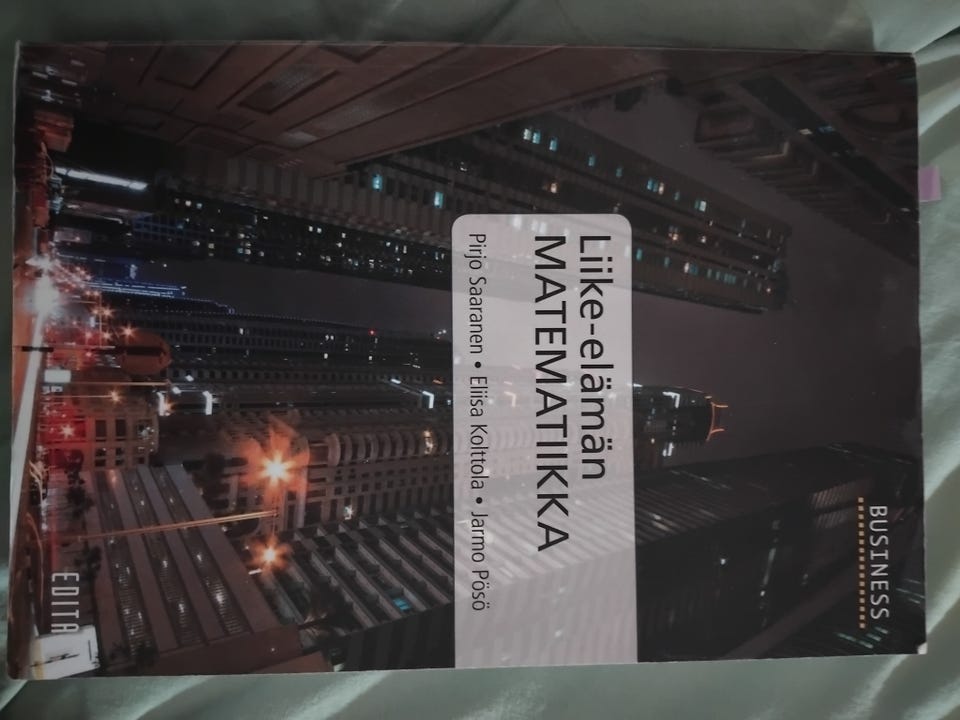 BUSINESS
Liike-elämän
MATEMATIIKKA
Pirjo Saaranen • Eliisa Kolttola • Jarmo Pösö
EDITA